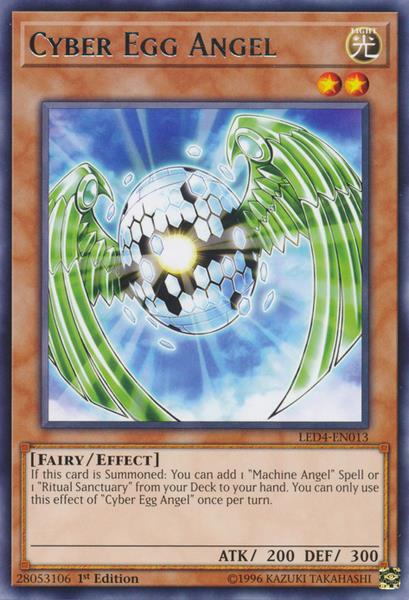 CYBER EGG ANGEL
LIGHT
光
LED4-EN013
[FAIRY/EFFECT]
If this card is Summoned: You can add 1 "Machine Angel" Spell or
1 "Ritual Sanctuary" from your Deck to your hand. You can only use
this effect of "Cyber Egg Angel" once per turn.
ATK/ 200 DEF/ 300
28053106 1st Edition ©1996 KAZUKI TAKAHASHI